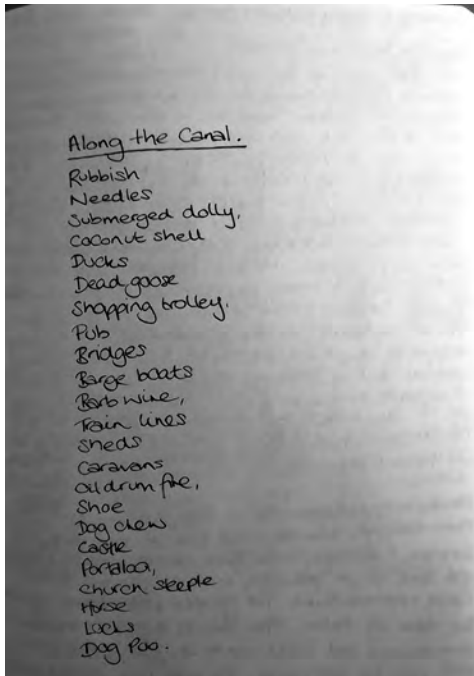 Along the Canal.
Rubbish
Needles
Submerged dolly,
Coconut shell
Ducks
Dead goose
Shopping trolley.
Pub
Bridges
Barge boats
Barb wire,
Train lines
Sheds
Caravans
Oil drum fire,
Shoe
Dog chew
Castle
Portaloo,
Church steeple
Horse
Locks
Dog Poo.